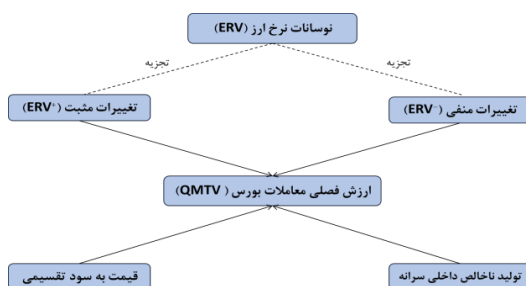 نوسانات نرخ ارز (ERV)
تجزیه
تجزیه
تغییرات منفی (ERV⁻)
تغییرات مثبت (ERV⁺)
ارزش فصلی معاملات بورس (QMTV)
تولید ناخالص داخلی سرانه
قیمت به سود تقسیمی